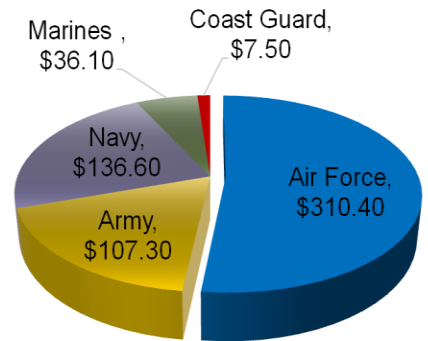 Coast Guard,
$7.50
Marines ,
$36.10
Navy,
$136.60
Air Force,
$310.40
Army,
$107.30